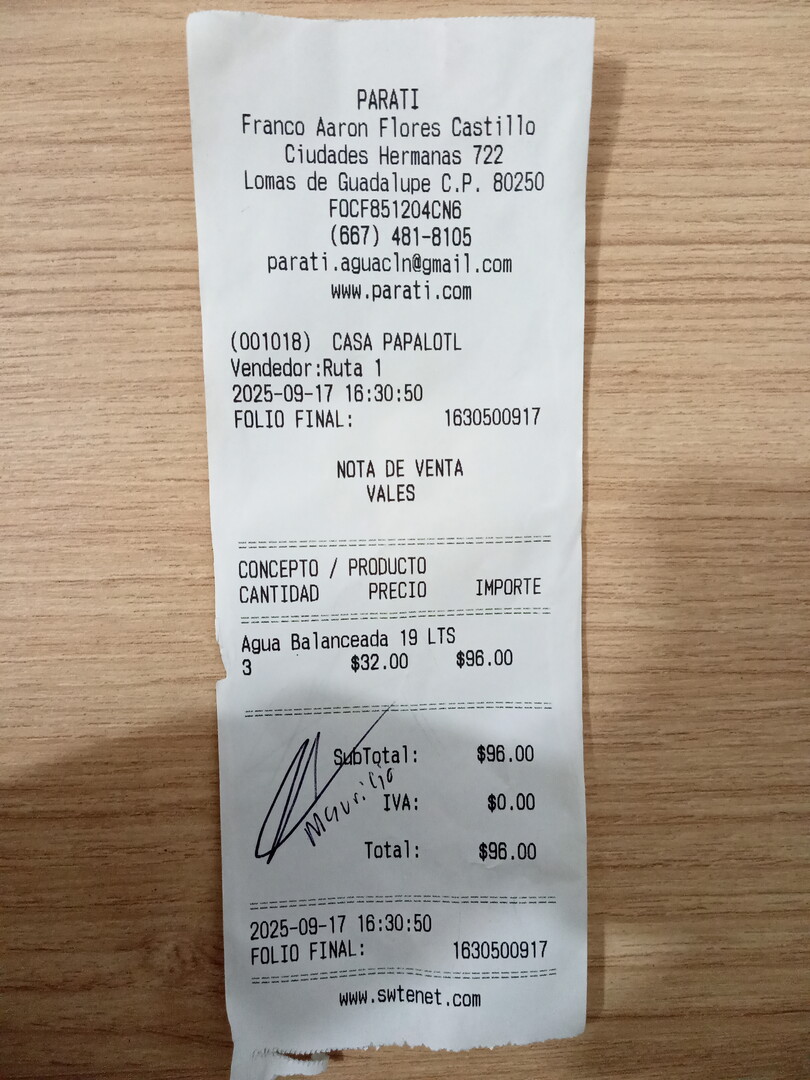 PARATI
Franco Aaron Flores Castillo
Ciudades Hermanas 722
Lomas de Guadalupe C.P. 80250
FOCF851204CN6
(667) 481-8105
parati.aguacln@gmail.com
www.parati.com
(001018) CASA PAPALOTL
Vendedor:Ruta 1
2025-09-17 16:30:50
FOLIO FINAL: 1630500917
NOTA DE VENTA
VALES
CONCEPTO / PRODUCTO
CANTIDAD PRECIO IMPORTE
Agua Balanceada 19 LTS
3 $32.00 $96.00
SubTotal: $96.00
Mauricio
IVA: $0.00
Total: $96.00
2025-09-17 16:30:50
FOLIO FINAL: 1630500917
www.swtenet.com